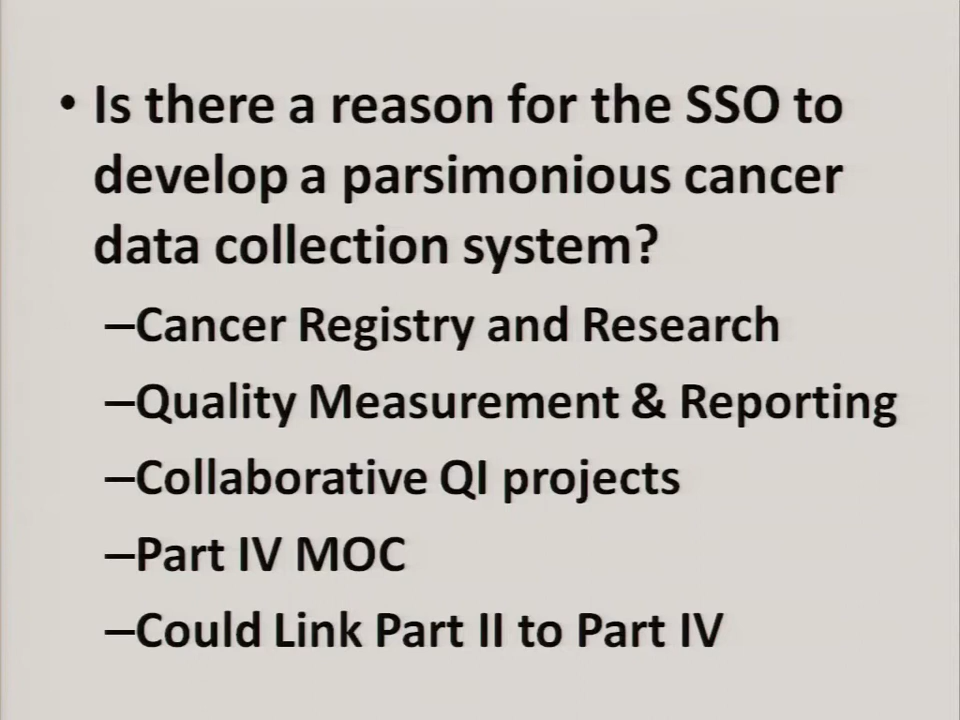 • Is there a reason for the SSO to
develop a parsimonious cancer
data collection system?
–Cancer Registry and Research
–Quality Measurement & Reporting
–Collaborative QI projects
–Part IV MOC
–Could Link Part II to Part IV